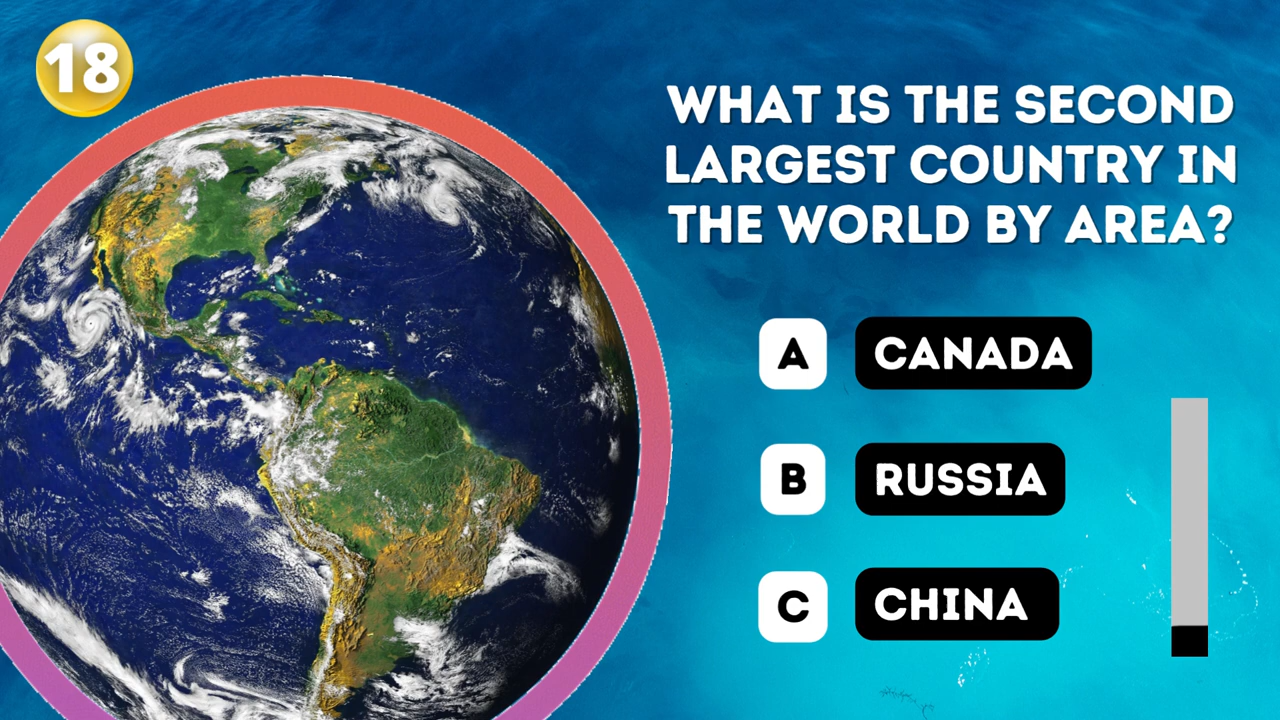 18
WHAT IS THE SECOND
LARGEST COUNTRY IN
THE WORLD BY AREA?
A CANADA
B RUSSIA
C CHINA